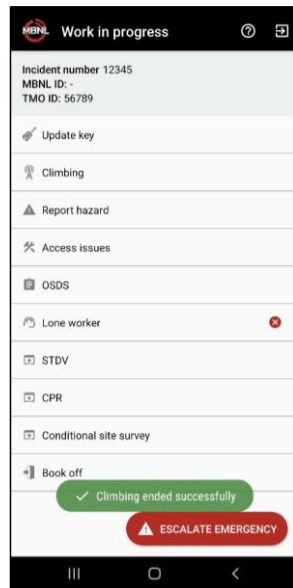 MBNL Work in progress
Incident number 12345
MBNL ID: -
TMO ID: 56789
Update key
Climbing
Report hazard
Access issues
OSDS
Lone worker
STDV
CPR
Conditional site survey
Book off
Climbing ended successfully
ESCALATE EMERGENCY